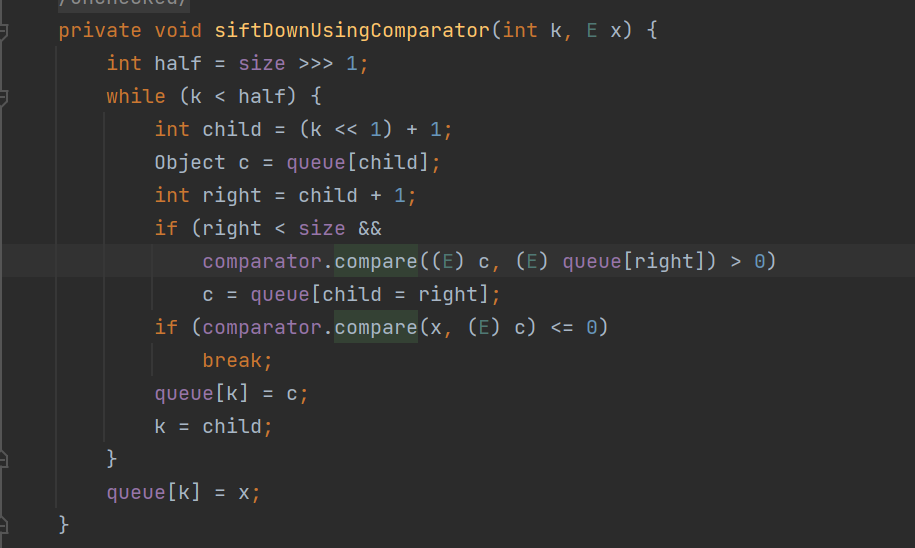 private void siftDownUsingComparator(int k, E x) {
    int half = size >>> 1;
    while (k < half) {
        int child = (k << 1) + 1;
        Object c = queue[child];
        int right = child + 1;
        if (right < size &&
            comparator.compare((E) c, (E) queue[right]) > 0)
            c = queue[child = right];
        if (comparator.compare(x, (E) c) <= 0)
            break;
        queue[k] = c;
        k = child;
    }
    queue[k] = x;
}